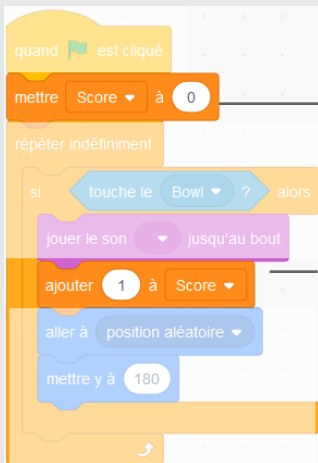 quand est cliqué
mettre Score à 0
répéter indéfiniment
si touche le Bowl ? alors
jouer le son jusqu'au bout
ajouter 1 à Score
aller à position aléatoire
mettre y à 180